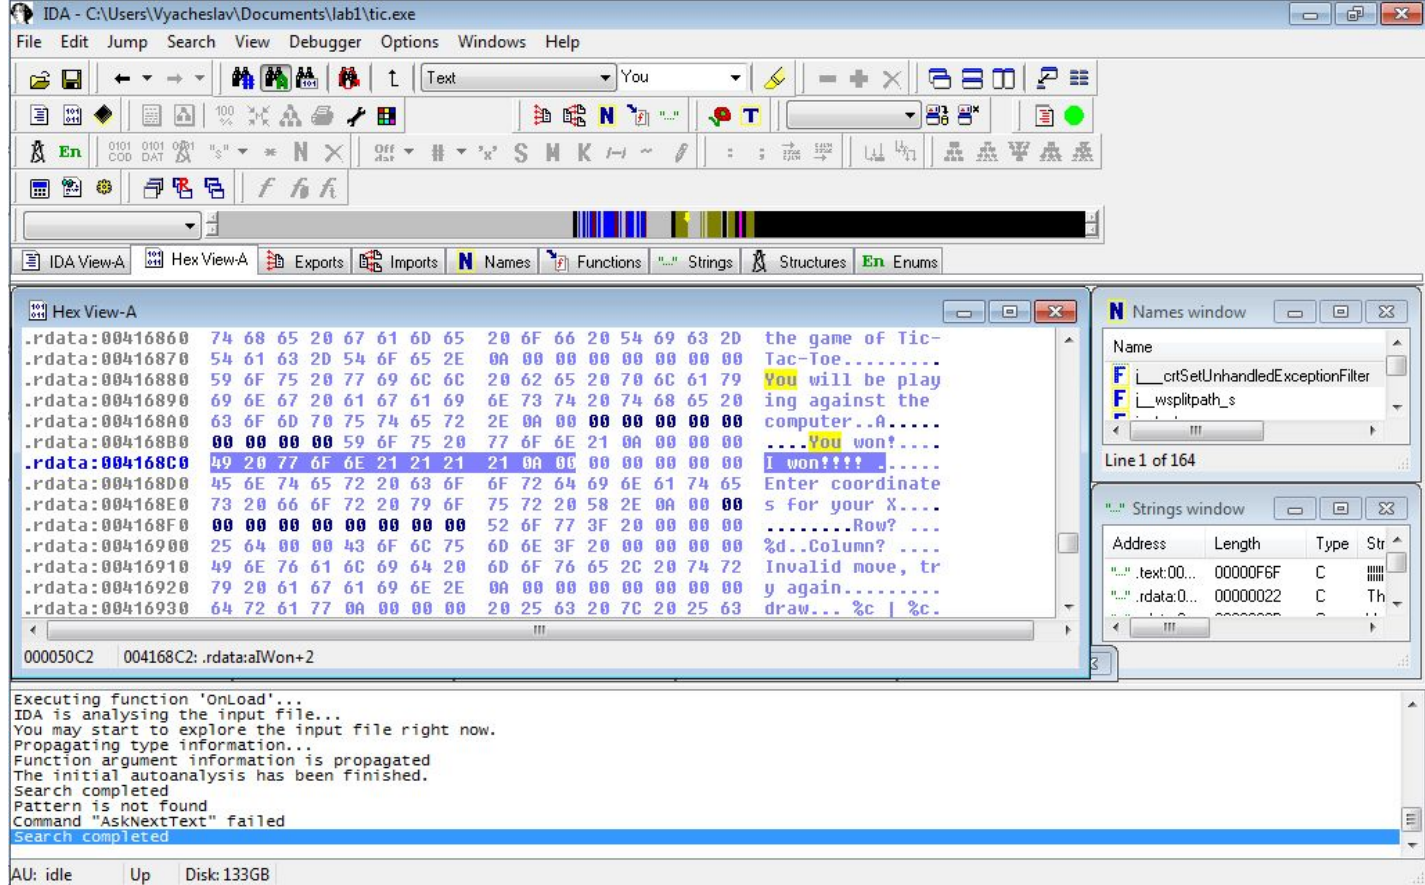 IDA - C:\Users\Vyacheslav\Documents\lab1\tic.exe
File Edit Jump Search View Debugger Options Windows Help
Text You
En
IDA View-A Hex View-A Exports Imports N Names Functions "..." Strings Structures En Enums
Hex View-A
.rdata:00416860 74 68 65 20 67 61 6D 65 20 6F 66 20 54 69 63 2D the game of Tic-
.rdata:00416870 54 61 63 2D 54 6F 65 2E 0A 00 00 00 00 00 00 00 Tac-Toe.........
.rdata:00416880 59 6F 75 20 77 69 6C 6C 20 62 65 20 70 6C 61 79 You will be play
.rdata:00416890 69 6E 67 20 61 67 61 69 6E 73 74 20 74 68 65 20 ing against the
.rdata:004168A0 63 6F 6D 70 75 74 65 72 2E 0A 00 00 00 00 00 00 computer..A.....
.rdata:004168B0 00 00 00 00 59 6F 75 20 77 6F 6E 21 0A 00 00 00 ....You won!....
.rdata:004168C0 49 20 77 6F 6E 21 21 21 21 0A 00 00 00 00 00 00 I won!!!! ......
.rdata:004168D0 45 6E 74 65 72 20 63 6F 6F 72 64 69 6E 61 74 65 Enter coordinate
.rdata:004168E0 73 20 66 6F 72 20 79 6F 75 72 20 58 2E 0A 00 00 s for your X....
.rdata:004168F0 00 00 00 00 00 00 00 00 52 6F 77 3F 20 00 00 00 ........Row? ...
.rdata:00416900 25 64 00 00 43 6F 6C 75 6D 6E 3F 20 00 00 00 00 %d..Column? ....
.rdata:00416910 49 6E 76 61 6C 69 64 20 6D 6F 76 65 2C 20 74 72 Invalid move, tr
.rdata:00416920 79 20 61 67 61 69 6E 2E 0A 00 00 00 00 00 00 00 y again.........
.rdata:00416930 64 72 61 77 0A 00 00 00 20 25 63 20 7C 20 25 63 draw... %c | %c.
000050C2 004168C2: .rdata:aIWon+2
N Names window
Name
F j___crtSetUnhandledExceptionFilter
F j__wsplitpath_s
Line 1 of 164
"..." Strings window
Address Length Type Str
"..." .text:00... 00000F6F C
"..." .rdata:0... 00000022 C Th
Executing function 'OnLoad'...
IDA is analysing the input file...
You may start to explore the input file right now.
Propagating type information...
Function argument information is propagated
The initial autoanalysis has been finished.
Search completed
Pattern is not found
Command "AskNextText" failed
Search completed
AU: idle Up Disk: 133GB